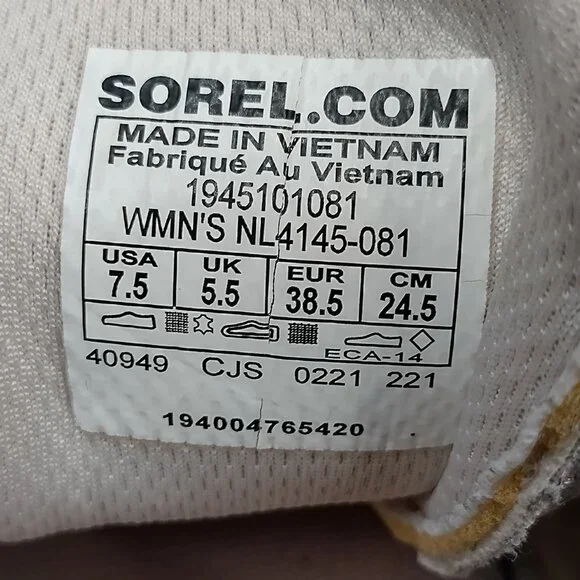 SOREL.COM
MADE IN VIETNAM
Fabriqué Au Vietnam
1945101081
WMN'S NL4145-081
USA UK EUR CM
7.5 5.5 38.5 24.5
ECA-14
40949 CJS 0221 221
194004765420 .